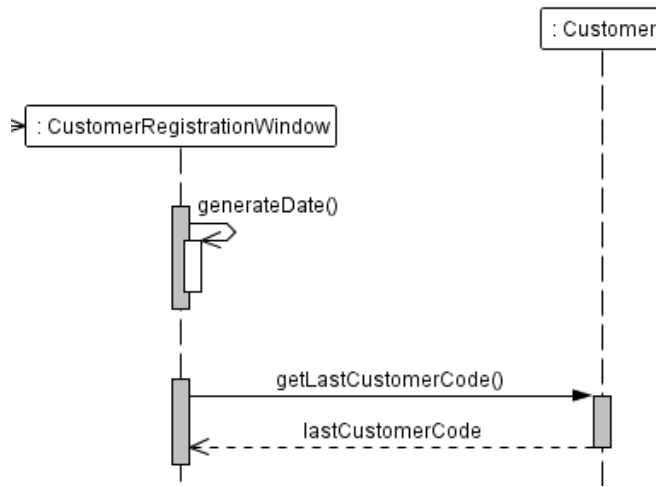 : Customer
: CustomerRegistrationWindow
generateDate()
getLastCustomerCode()
lastCustomerCode